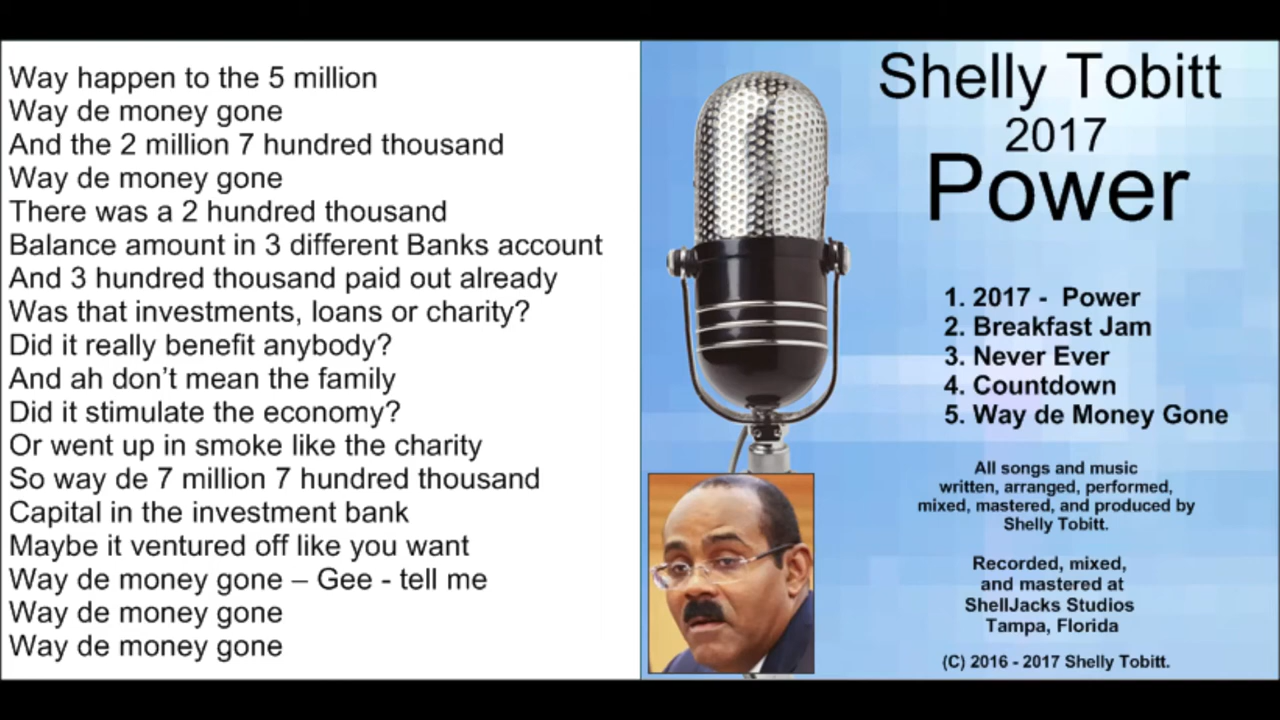 Way happen to the 5 million
Way de money gone
And the 2 million 7 hundred thousand
Way de money gone
There was a 2 hundred thousand
Balance amount in 3 different Banks account
And 3 hundred thousand paid out already
Was that investments, loans or charity?
Did it really benefit anybody?
And ah don’t mean the family
Did it stimulate the economy?
Or went up in smoke like the charity
So way de 7 million 7 hundred thousand
Capital in the investment bank
Maybe it ventured off like you want
Way de money gone – Gee - tell me
Way de money gone
Way de money gone
Shelly Tobitt
2017
Power
1. 2017 -  Power
2. Breakfast Jam
3. Never Ever
4. Countdown
5. Way de Money Gone
All songs and music
written, arranged, performed,
mixed, mastered, and produced by
Shelly Tobitt.
Recorded, mixed,
and mastered at
ShellJacks Studios
Tampa, Florida
(C) 2016 - 2017 Shelly Tobitt.